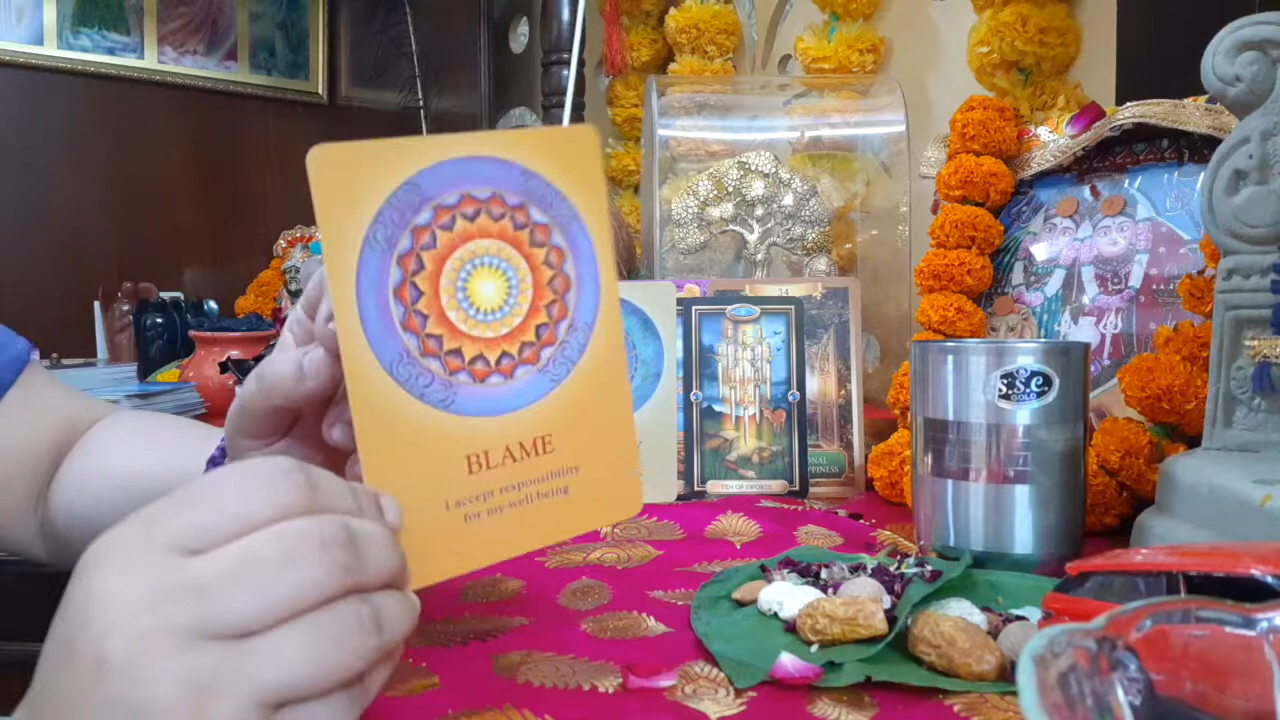 BLAME
I accept responsibility
for my well-being
34
TEN OF SWORDS
S.S.C.
GOLD